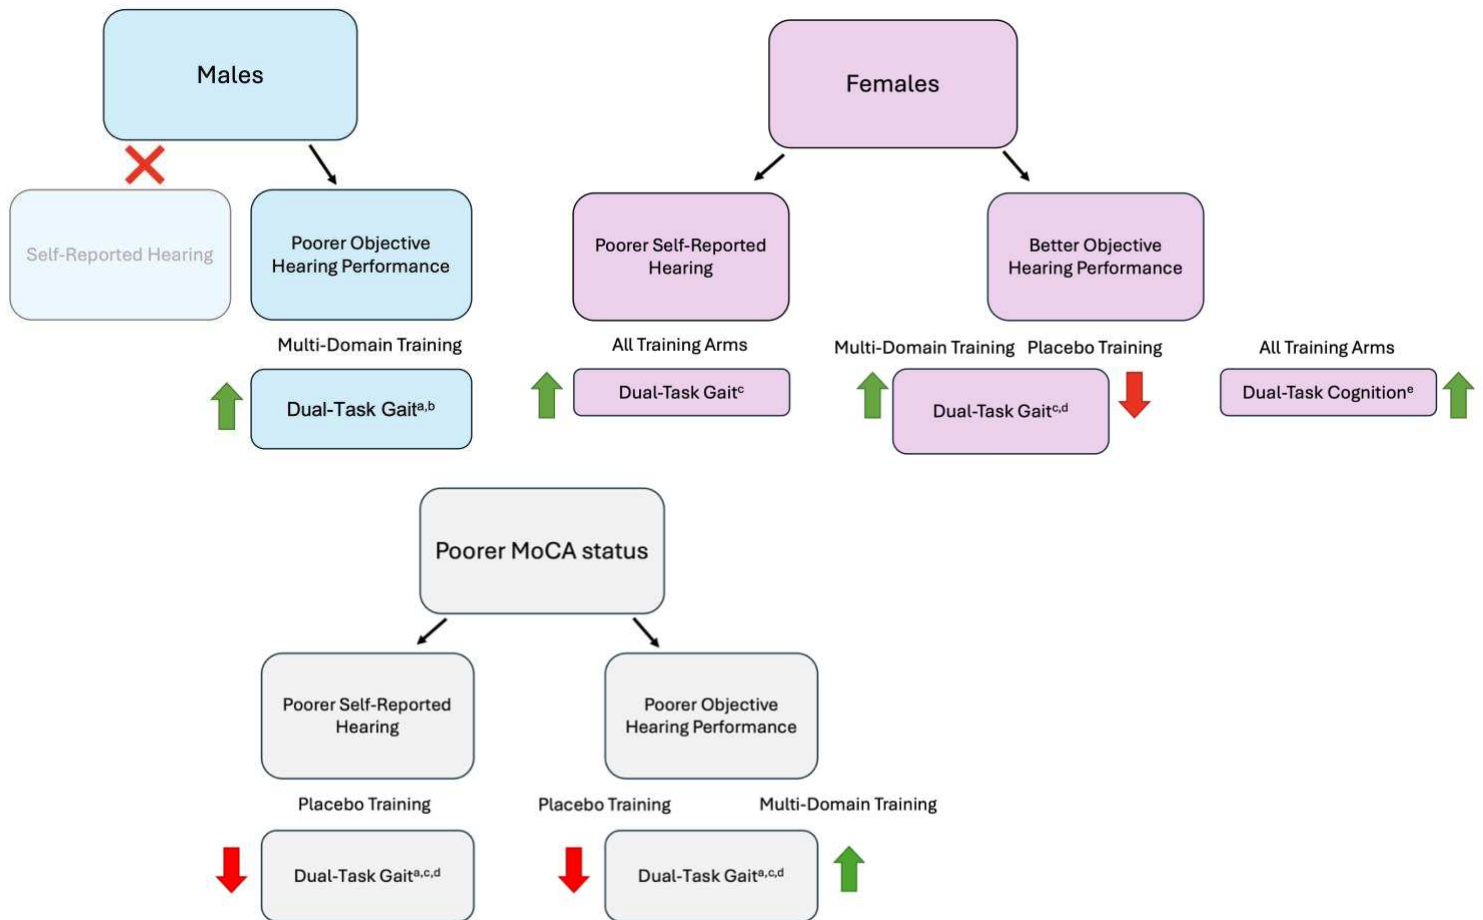 Males
Females
Self-Reported Hearing
Poorer Objective
Hearing Performance
Poorer Self-Reported
Hearing
Better Objective
Hearing Performance
Multi-Domain Training
All Training Arms
Multi-Domain Training
Placebo Training
All Training Arms
Dual-Task Gaitᵃ,ᵇ
Dual-Task Gaitᶜ
Dual-Task Gaitᶜ,ᵈ
Dual-Task Cognitionᵉ
Poorer MoCA status
Poorer Self-Reported
Hearing
Poorer Objective
Hearing Performance
Placebo Training
Placebo Training
Multi-Domain Training
Dual-Task Gaitᵃ,ᶜ,ᵈ
Dual-Task Gaitᵃ,ᶜ,ᵈ